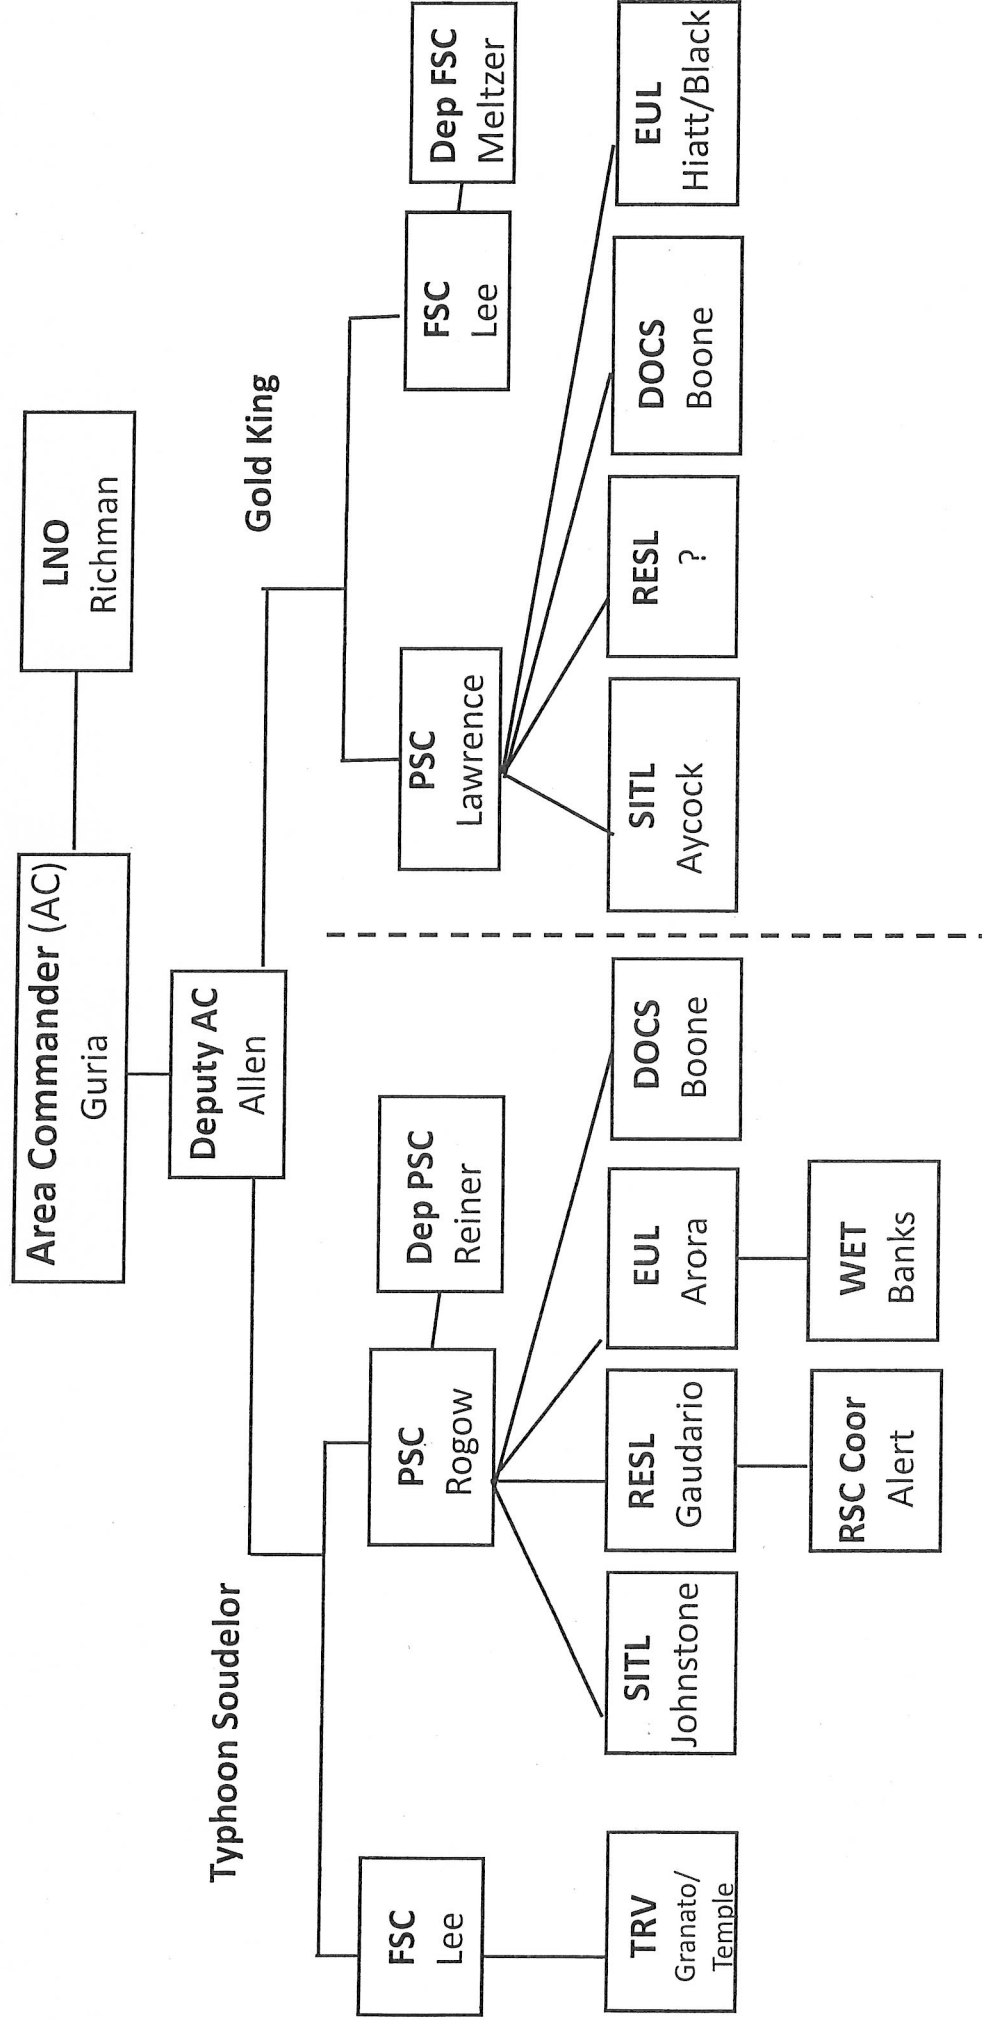 Area Commander (AC)
Guria
LNO
Richman
Deputy AC
Allen
Typhoon Soudelor
Gold King
FSC
Lee
PSC
Rogow
Dep PSC
Reiner
PSC
Lawrence
FSC
Lee
Dep FSC
Meltzer
TRV
Granato/
Temple
SITL
Johnstone
RESL
Gaudario
EUL
Arora
DOCS
Boone
SITL
Aycock
RESL
?
DOCS
Boone
EUL
Hiatt/Black
RSC Coor
Alert
WET
Banks